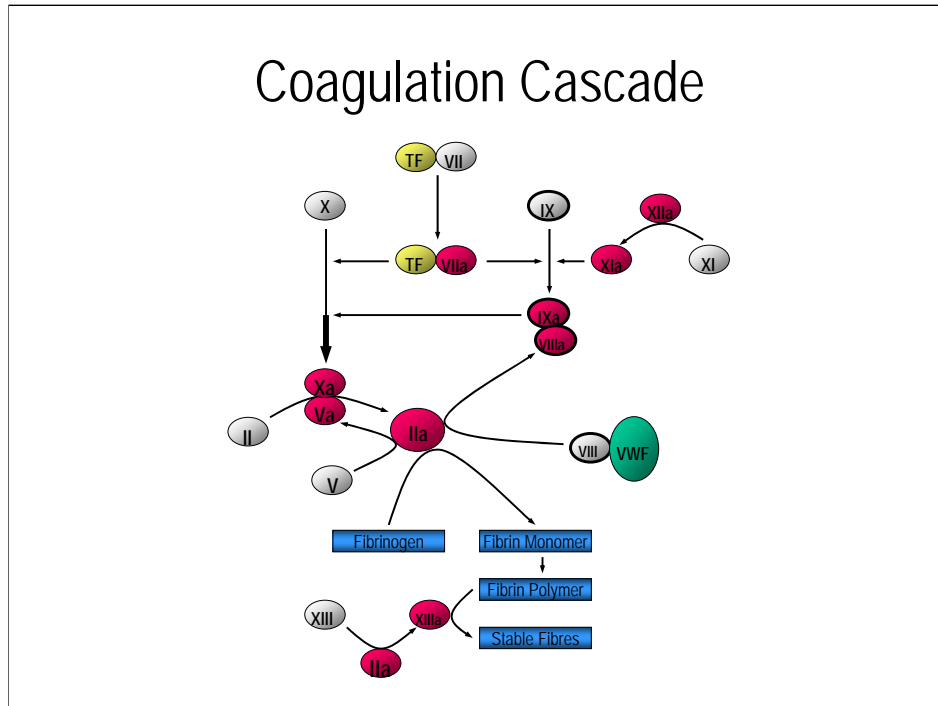 Coagulation Cascade
TF VII
X IX XIIa
TF VIIa XIa XI
IXa
VIIIa
Xa
Va
II IIa VIII VWF
V
Fibrinogen Fibrin Monomer
Fibrin Polymer
XIII XIIIa
Stable Fibres
IIa